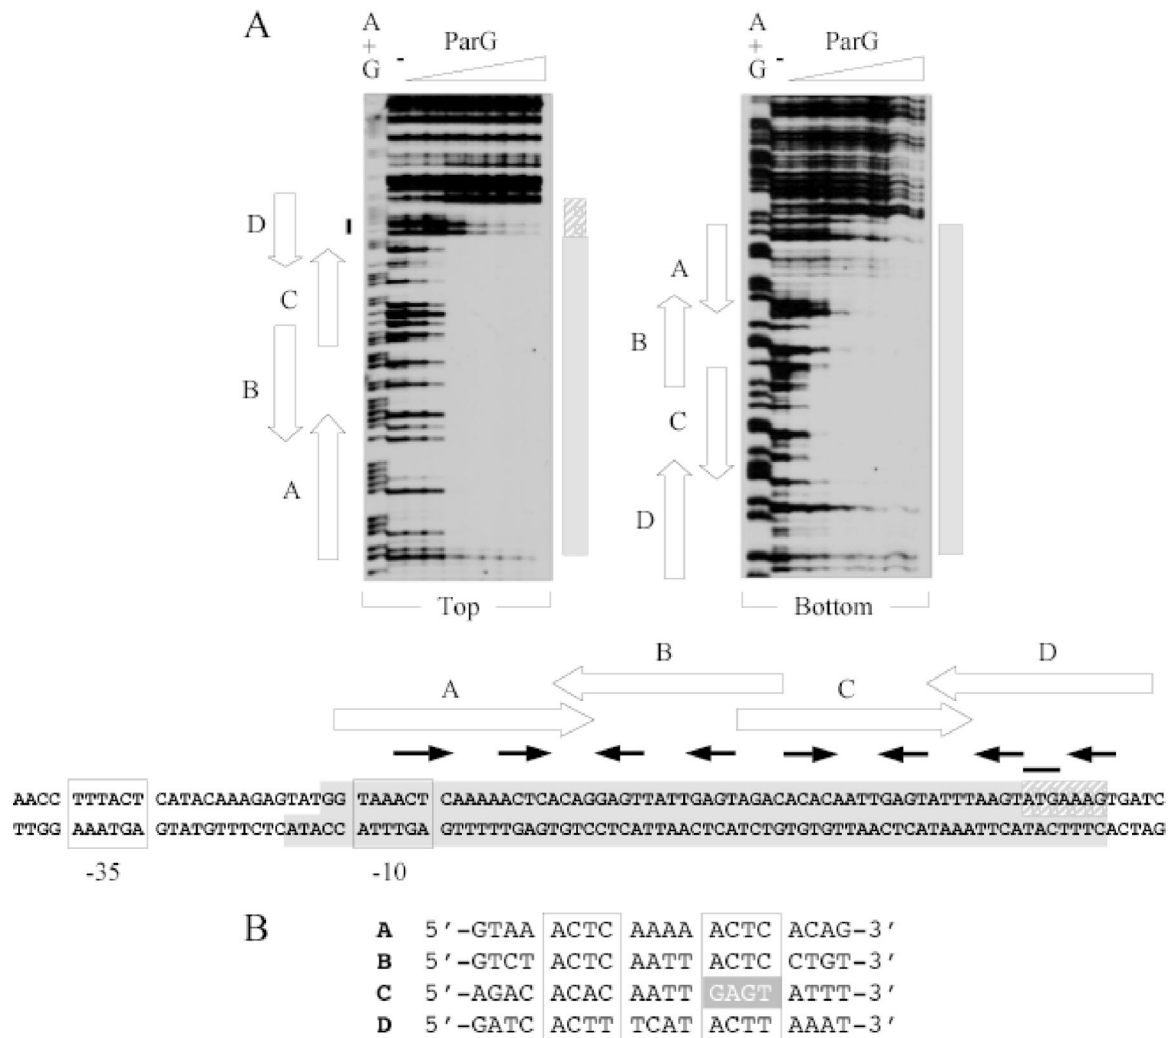 A
A
+
G
-
ParG
D
C
B
A
Top
A
+
G
-
ParG
A
B
C
D
Bottom
A B C D
AACC TTTACT CATACAAAGAGTATGG TAAACT CAAAAACTCACAGGAGTTATTGAGTAGACACACAATTGAGTATTTAAGTATGAAAGTGATC
TTGG AAATGA GTATGTTTCTCATACC ATTTGA GTTTTTGAGTGTCCTCATTAACTCATCTGTGTGTTAACTCATAAATTCATACTTTCACTAG
-35 -10
B
A 5′-GTAA ACTC AAAA ACTC ACAG-3′
B 5′-GTCT ACTC AATT ACTC CTGT-3′
C 5′-AGAC ACAC AATT GAGT ATTT-3′
D 5′-GATC ACTT TCAT ACTT AAAT-3′